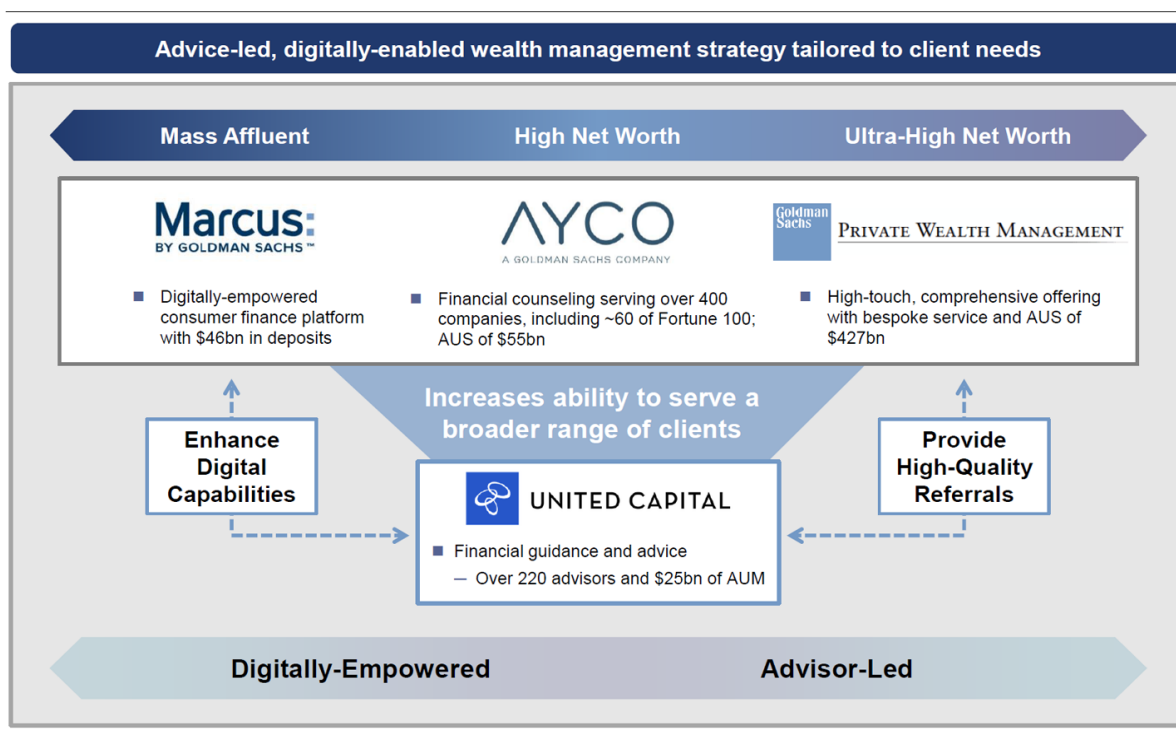 Advice-led, digitally-enabled wealth management strategy tailored to client needs
Mass Affluent
High Net Worth
Ultra-High Net Worth
Marcus:
BY GOLDMAN SACHS™
AYCO
A GOLDMAN SACHS COMPANY
Goldman
Sachs
PRIVATE WEALTH MANAGEMENT
■ Digitally-empowered
consumer finance platform
with $46bn in deposits
■ Financial counseling serving over 400
companies, including ~60 of Fortune 100;
AUS of $55bn
■ High-touch, comprehensive offering
with bespoke service and AUS of
$427bn
Increases ability to serve a
broader range of clients
Enhance
Digital
Capabilities
Provide
High-Quality
Referrals
UNITED CAPITAL
■ Financial guidance and advice
— Over 220 advisors and $25bn of AUM
Digitally-Empowered
Advisor-Led